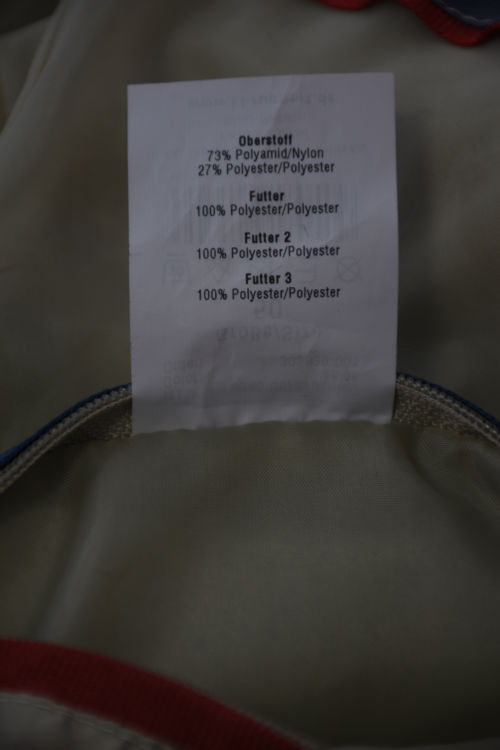 Oberstoff
73% Polyamid/Nylon
27% Polyester/Polyester
Futter
100% Polyester/Polyester
Futter 2
100% Polyester/Polyester
Futter 3
100% Polyester/Polyester